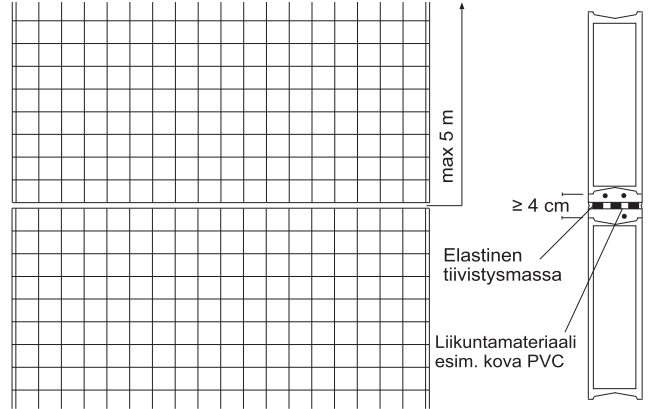 max 5 m
≥ 4 cm
Elastinen
tiivistysmassa
Liikuntamateriaali
esim. kova PVC